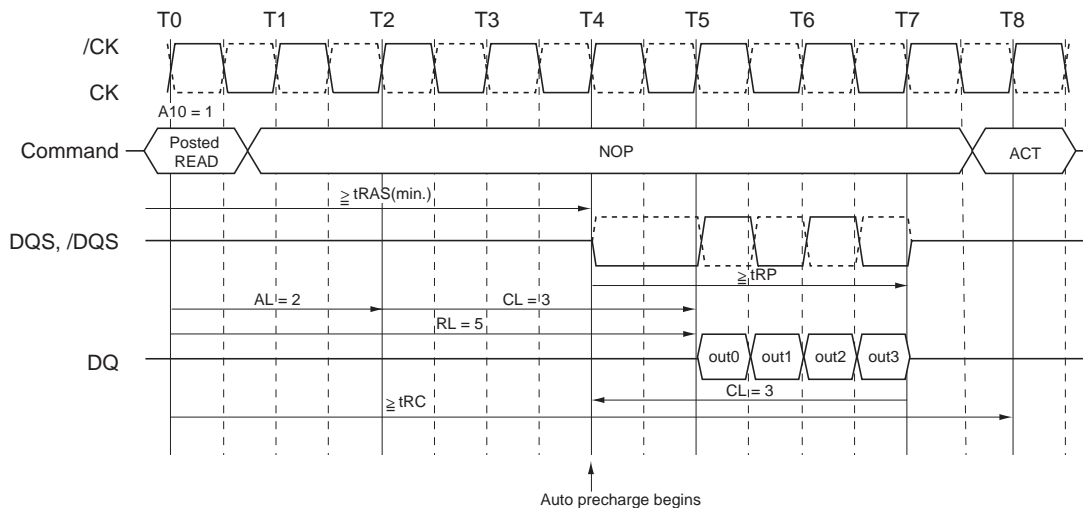 T0 T1 T2 T3 T4 T5 T6 T7 T8
/CK
CK
A10 = 1
Command
Posted
READ
NOP
ACT
≧ tRAS(min.)
DQS, /DQS
≧ tRP
AL = 2
CL = 3
RL = 5
DQ
out0 out1 out2 out3
CL = 3
≧ tRC
Auto precharge begins